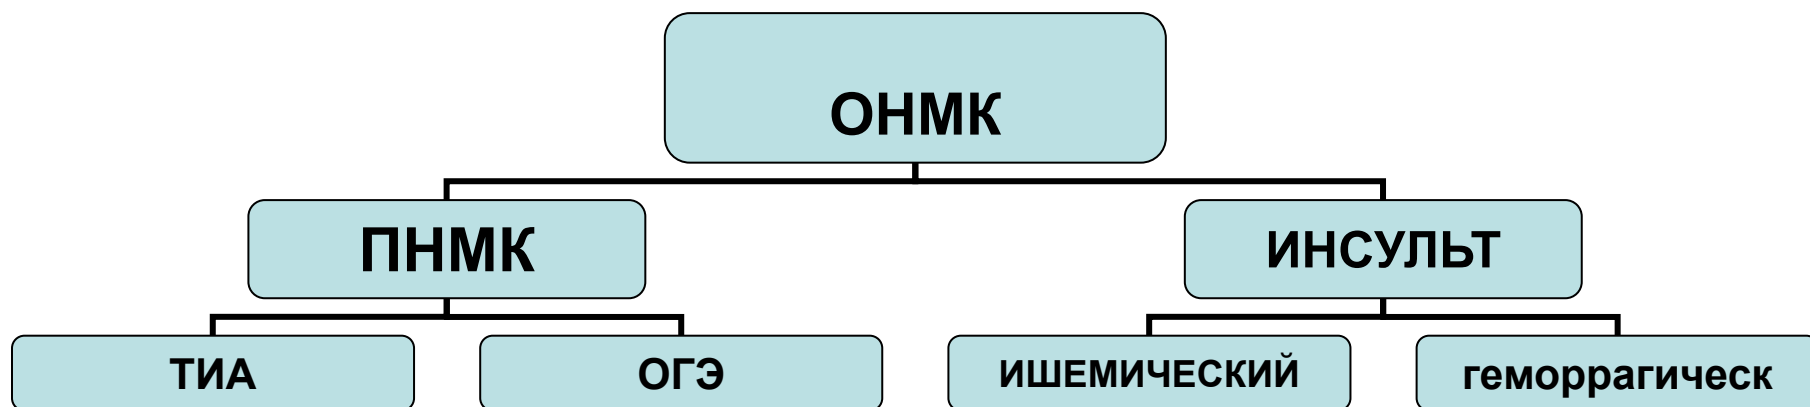 ОНМК
ПНМК
ИНСУЛЬТ
ТИА
ОГЭ
ИШЕМИЧЕСКИЙ
геморрагическ